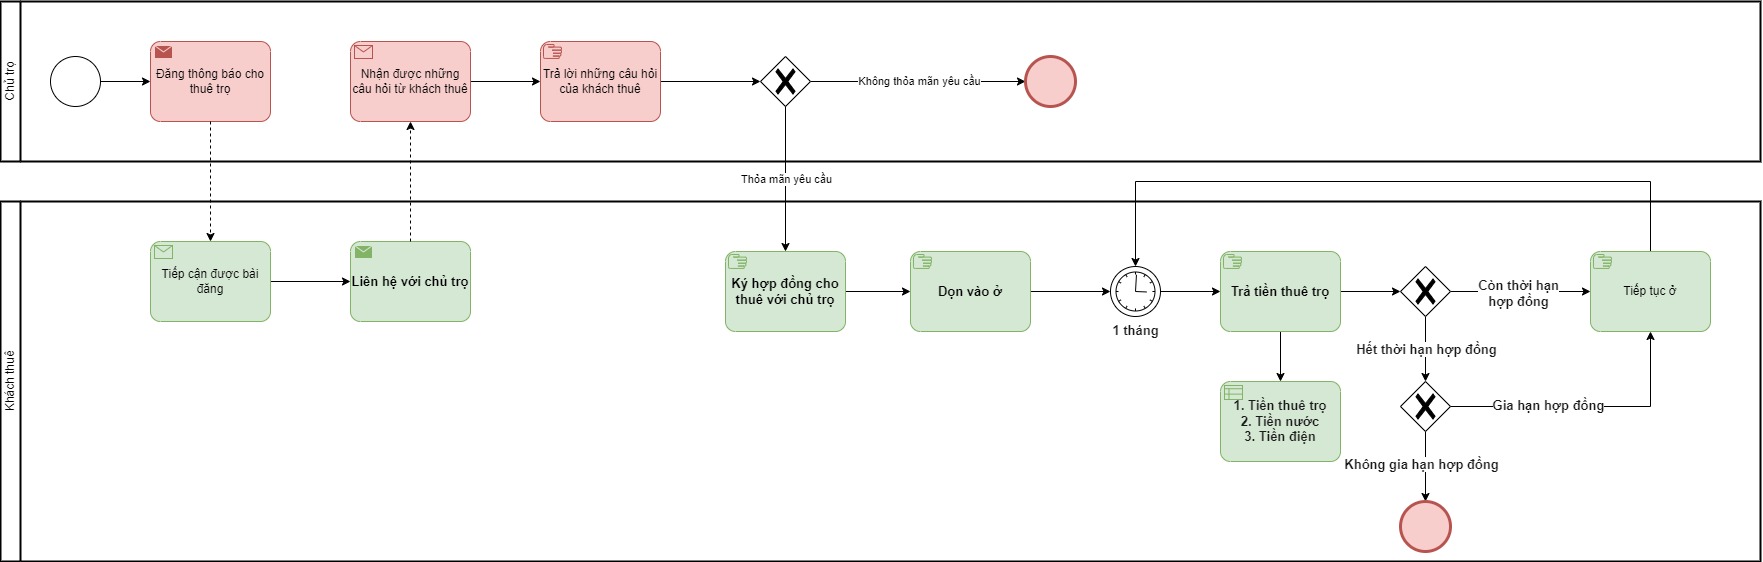 Chủ trọ
Đăng thông báo cho
thuê trọ
Nhận được những
câu hỏi từ khách thuê
Trả lời những câu hỏi
của khách thuê
Không thỏa mãn yêu cầu
Thỏa mãn yêu cầu
Khách thuê
Tiếp cận được bài
đăng
Liên hệ với chủ trọ
Ký hợp đồng cho
thuê với chủ trọ
Dọn vào ở
1 tháng
Trả tiền thuê trọ
Còn thời hạn
hợp đồng
Tiếp tục ở
Hết thời hạn hợp đồng
1. Tiền thuê trọ
2. Tiền nước
3. Tiền điện
Gia hạn hợp đồng
Không gia hạn hợp đồng